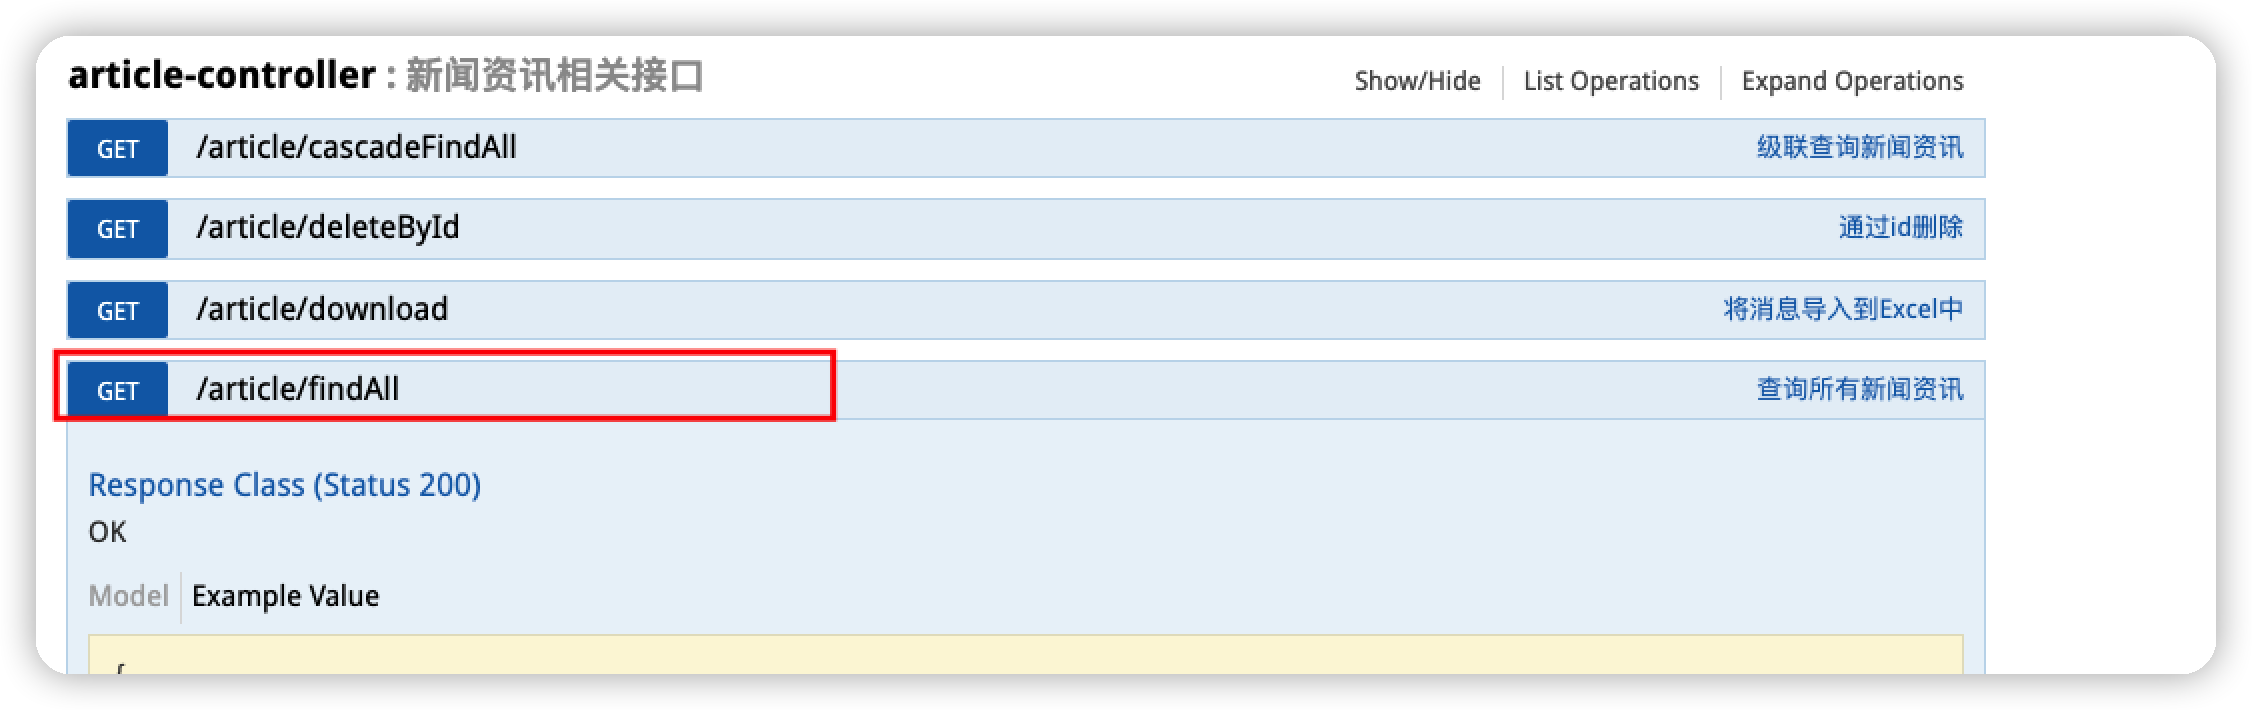 article-controller : 新闻资讯相关接口
Show/Hide List Operations Expand Operations
GET /article/cascadeFindAll 级联查询新闻资讯
GET /article/deleteById 通过id删除
GET /article/download 将消息导入到Excel中
GET /article/findAll 查询所有新闻资讯
Response Class (Status 200)
OK
Model Example Value
{